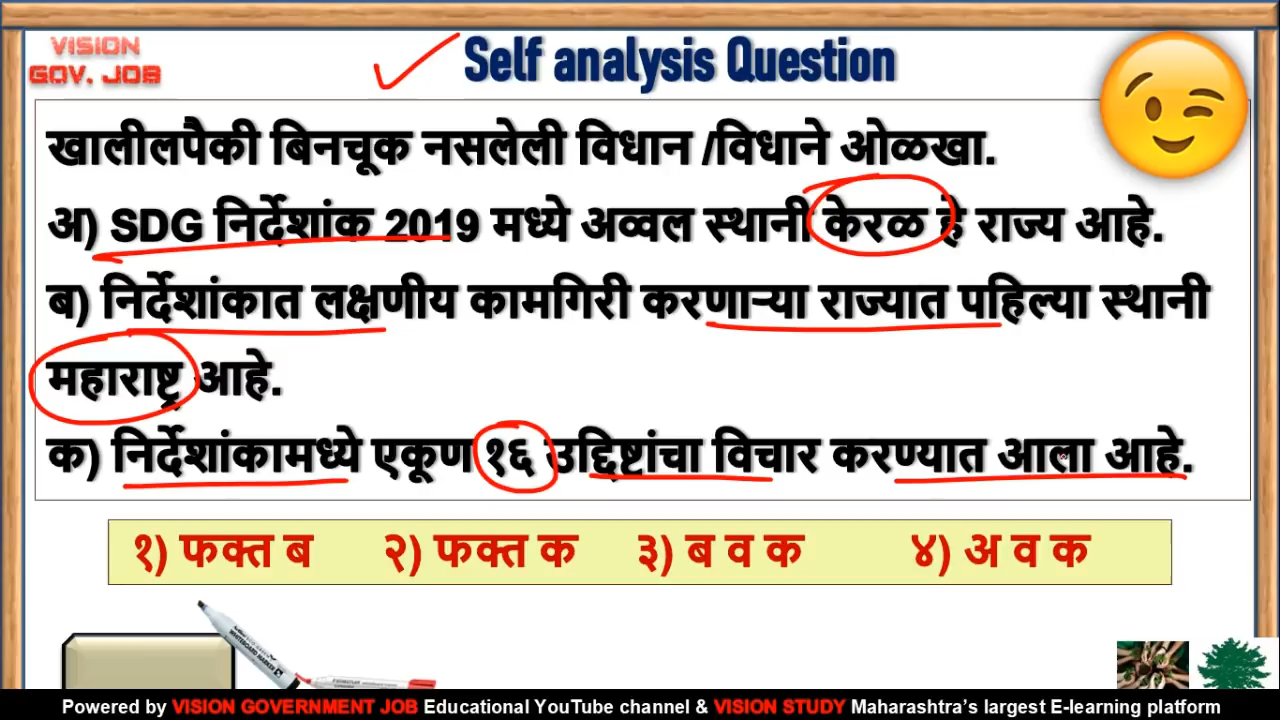 VISION
GOV. JOB
Self analysis Question
खालीलपैकी बिनचूक नसलेली विधान /विधाने ओळखा.
अ) SDG निर्देशांक 2019 मध्ये अव्वल स्थानी केरळ हे राज्य आहे.
ब) निर्देशांकात लक्षणीय कामगिरी करणाऱ्या राज्यात पहिल्या स्थानी
महाराष्ट्र आहे.
क) निर्देशांकामध्ये एकूण १६ उद्दिष्टांचा विचार करण्यात आला आहे.
१) फक्त ब २) फक्त क ३) ब व क ४) अ व क
Powered by VISION GOVERNMENT JOB Educational YouTube channel & VISION STUDY Maharashtra's largest E-learning platform